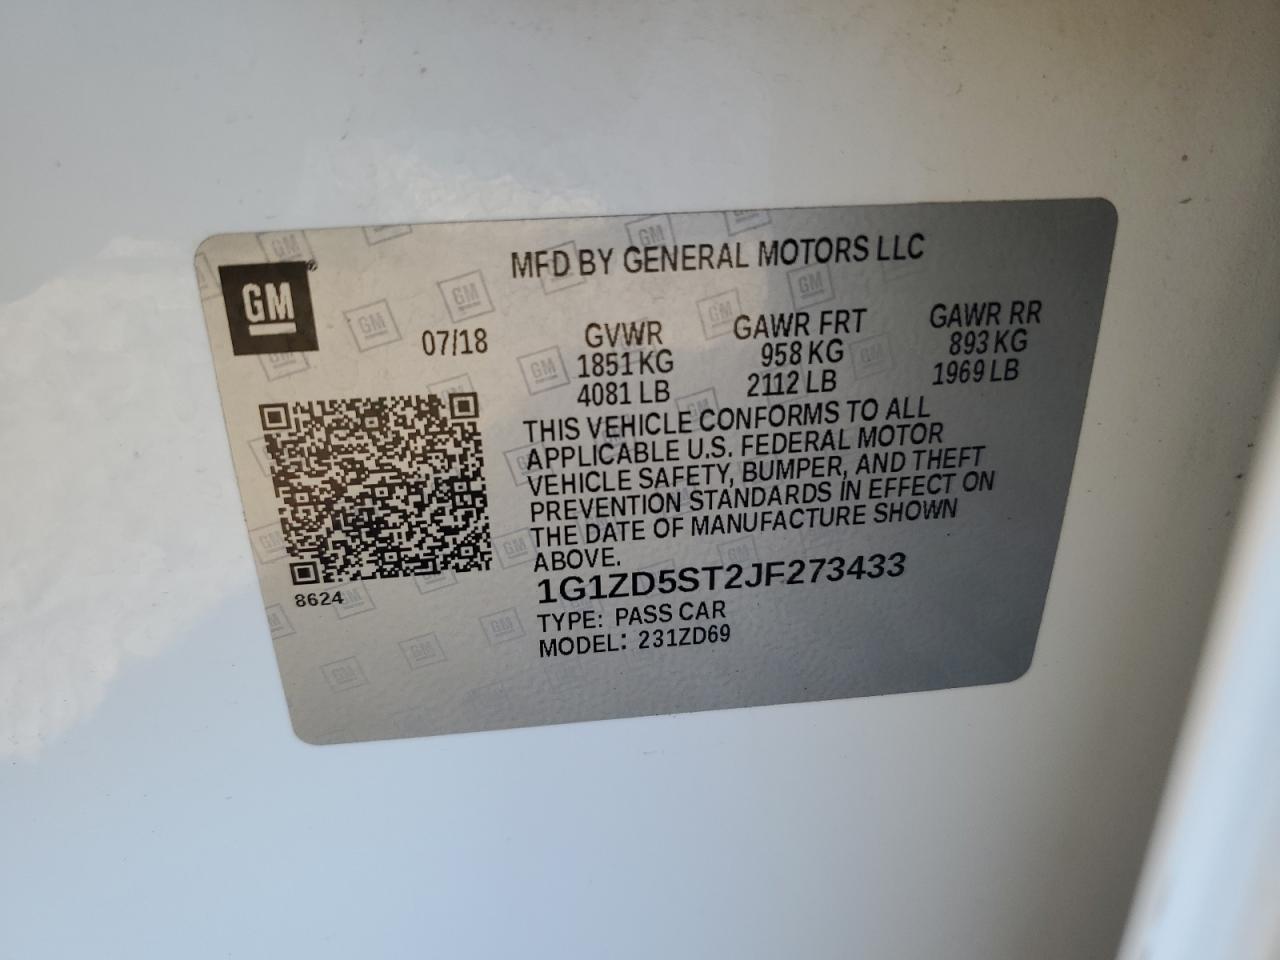 GM
MFD BY GENERAL MOTORS LLC
07/18
GVWR
1851 KG
4081 LB
GAWR FRT
958 KG
2112 LB
GAWR RR
893 KG
1969 LB
THIS VEHICLE CONFORMS TO ALL
APPLICABLE U.S. FEDERAL MOTOR
VEHICLE SAFETY, BUMPER, AND THEFT
PREVENTION STANDARDS IN EFFECT ON
THE DATE OF MANUFACTURE SHOWN
ABOVE.
8624
1G1ZD5ST2JF273433
TYPE: PASS CAR
MODEL: 231ZD69